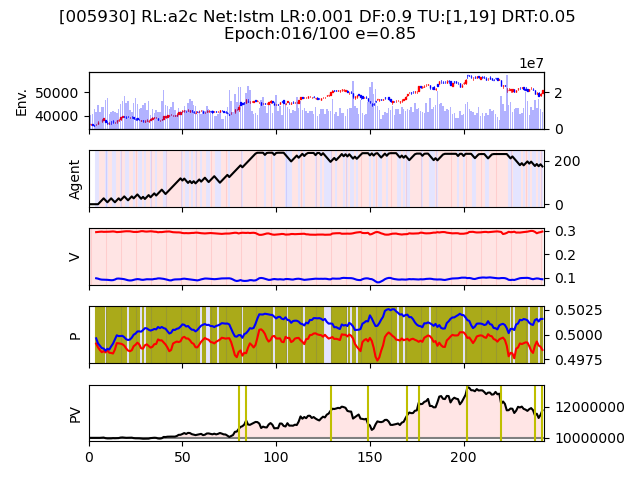 [005930] RL:a2c Net:lstm LR:0.001 DF:0.9 TU:[1,19] DRT:0.05
Epoch:016/100 e=0.85
1e7
Env.
50000
40000
2
0
Agent
200
0
V
0.3
0.2
0.1
P
0.5025
0.5000
0.4975
PV
12000000
10000000
0 50 100 150 200